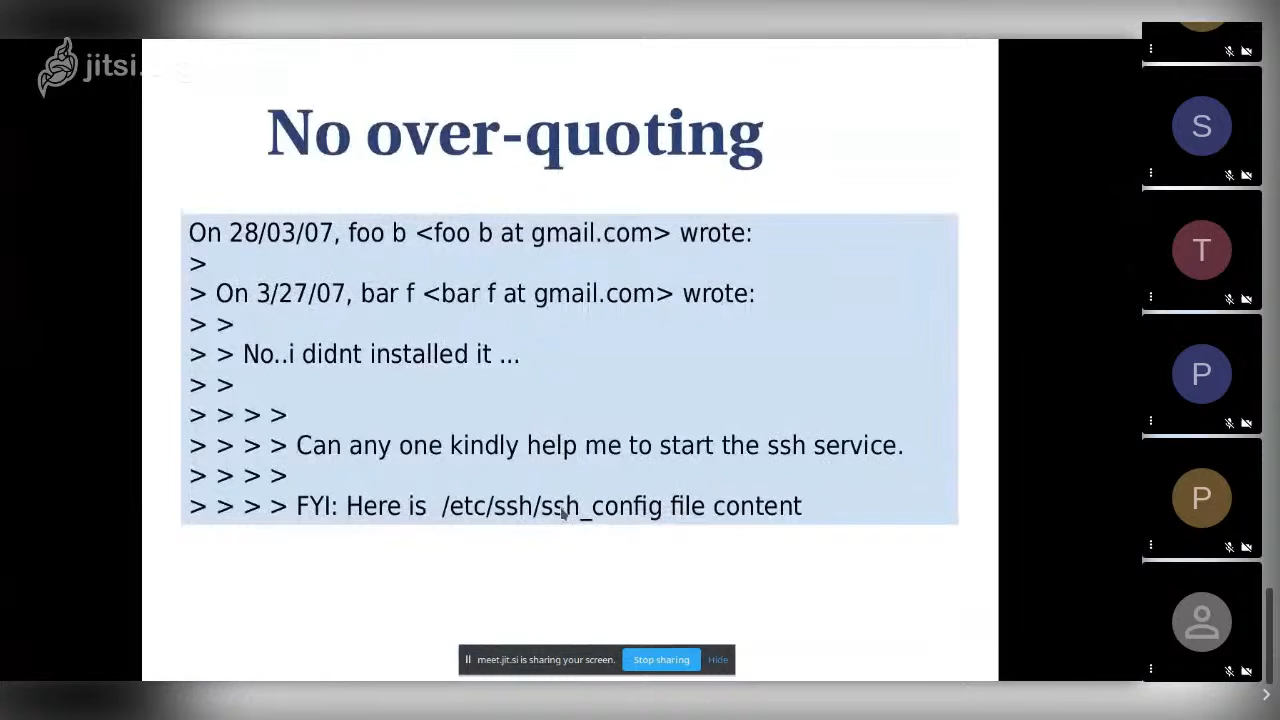 jitsi.org
No over-quoting
On 28/03/07, foo b <foo b at gmail.com> wrote:
>
> On 3/27/07, bar f <bar f at gmail.com> wrote:
> >
> > No..i didnt installed it ...
> >
> > > >
> > > > Can any one kindly help me to start the ssh service.
> > > >
> > > > FYI: Here is  /etc/ssh/ssh_config file content
meet.jit.si is sharing your screen. Stop sharing Hide
S
T
P
P